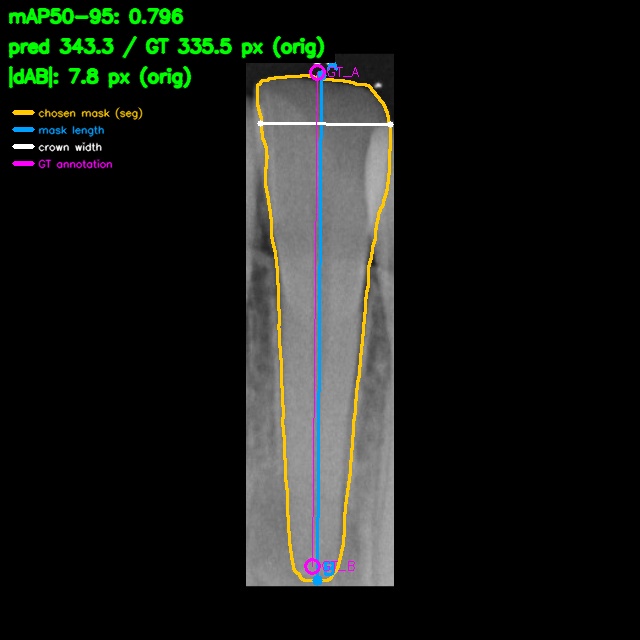 mAP50-95: 0.796
pred 343.3 / GT 335.5 px (orig)
|dAB|: 7.8 px (orig)
chosen mask (seg)
mask length
crown width
GT annotation
GT_A
GT_B